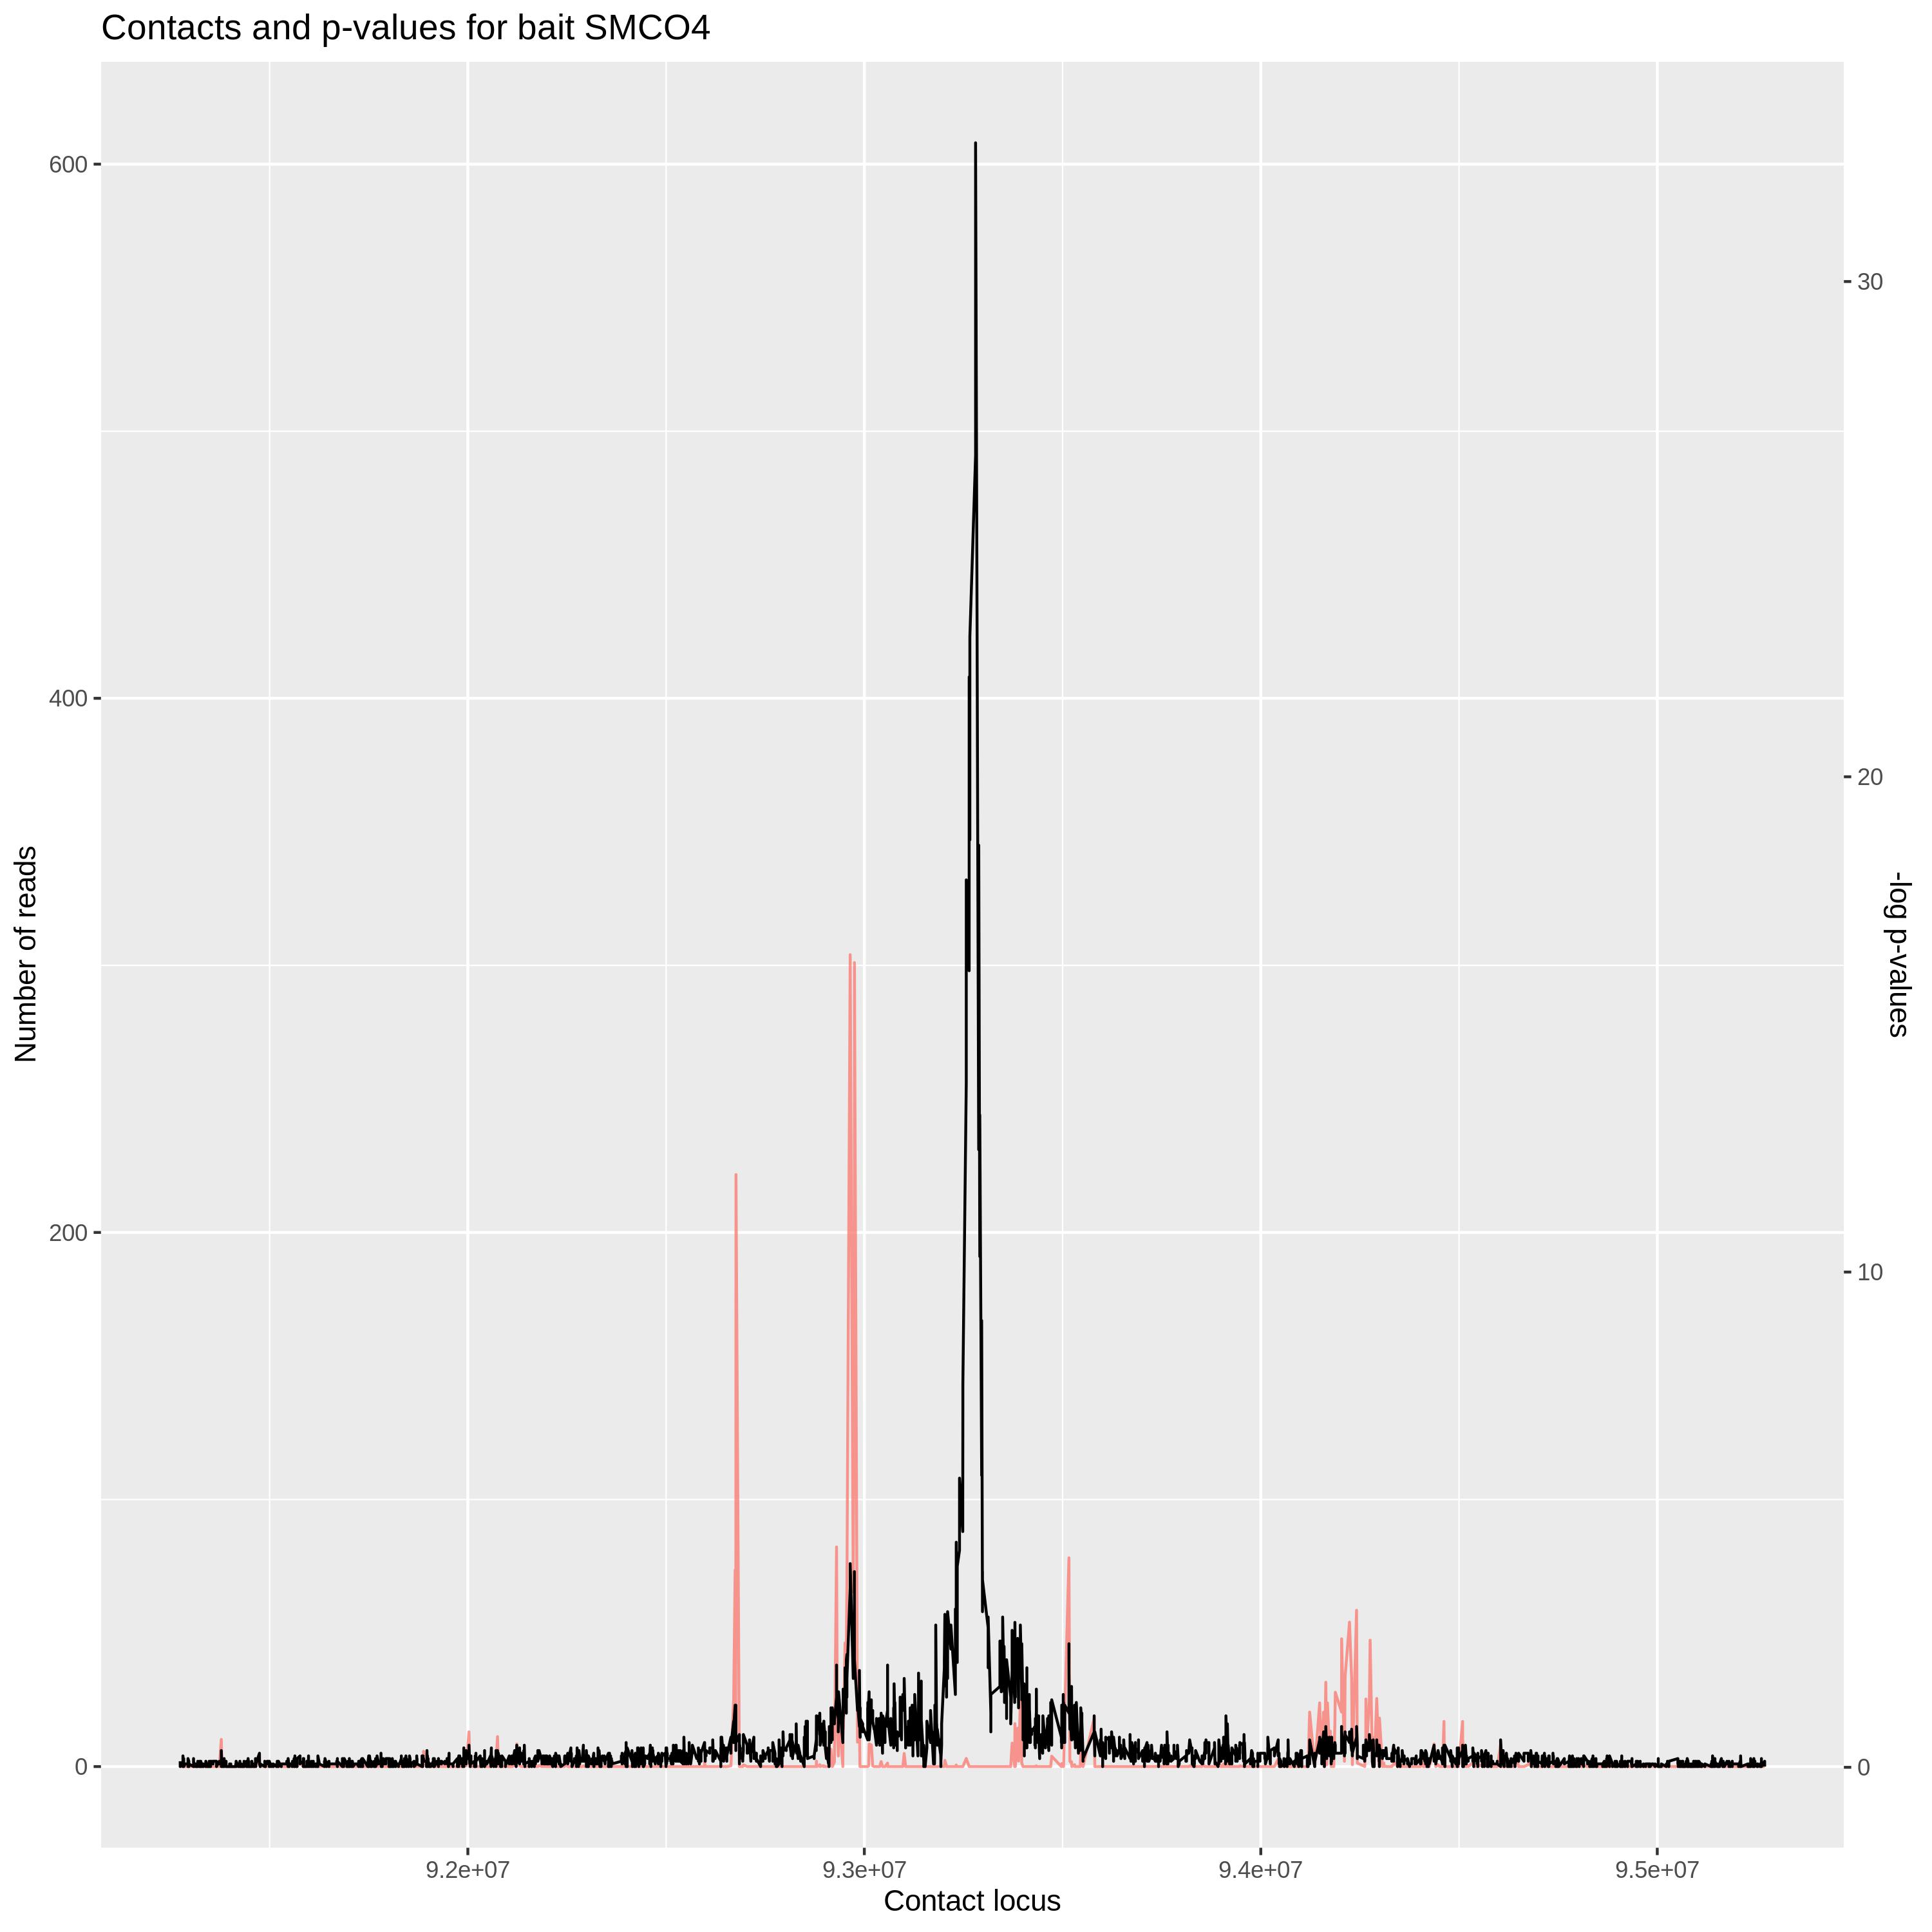 Contacts and p-values for bait SMCO4
600
400
200
0
Number of reads
30
20
10
0
-log p-values
9.2e+07
9.3e+07
9.4e+07
9.5e+07
Contact locus